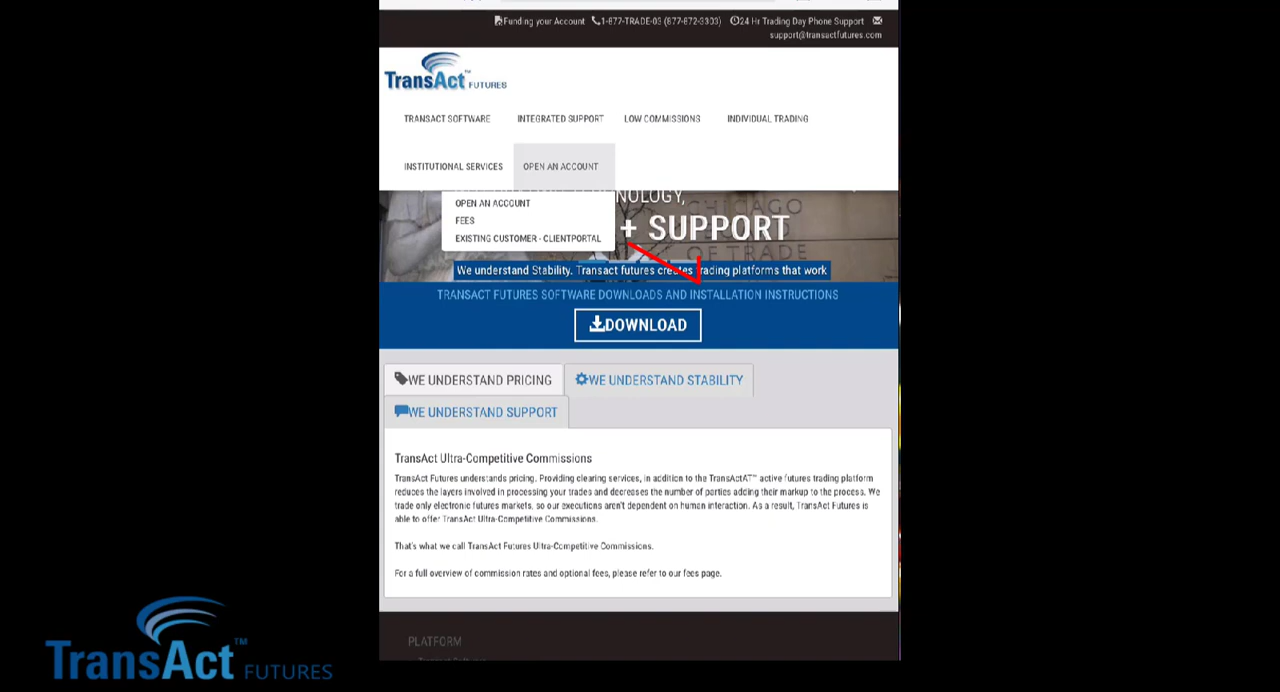 Funding your Account 1-877-TRADE-03 (877-872-3303) 24 Hr Trading Day Phone Support
support@transactfutures.com
TransAct™ FUTURES
TRANSACT SOFTWARE INTEGRATED SUPPORT LOW COMMISSIONS INDIVIDUAL TRADING
INSTITUTIONAL SERVICES OPEN AN ACCOUNT
OPEN AN ACCOUNT
FEES
EXISTING CUSTOMER - CLIENTPORTAL
+ SUPPORT
CHICAGO
OF TRADE
We understand Stability. Transact futures creates trading platforms that work
TRANSACT FUTURES SOFTWARE DOWNLOADS AND INSTALLATION INSTRUCTIONS
DOWNLOAD
WE UNDERSTAND PRICING WE UNDERSTAND STABILITY
WE UNDERSTAND SUPPORT
TransAct Ultra-Competitive Commissions
TransAct Futures understands pricing. Providing clearing services, in addition to the TransActAT™ active futures trading platform
reduces the layers involved in processing your trades and decreases the number of parties adding their markup to the process. We
trade only electronic futures markets, so our executions aren't dependent on human interaction. As a result, TransAct Futures is
able to offer TransAct Ultra-Competitive Commissions.
That's what we call TransAct Futures Ultra-Competitive Commissions.
For a full overview of commission rates and optional fees, please refer to our fees page.
PLATFORM
TransAct™ FUTURES